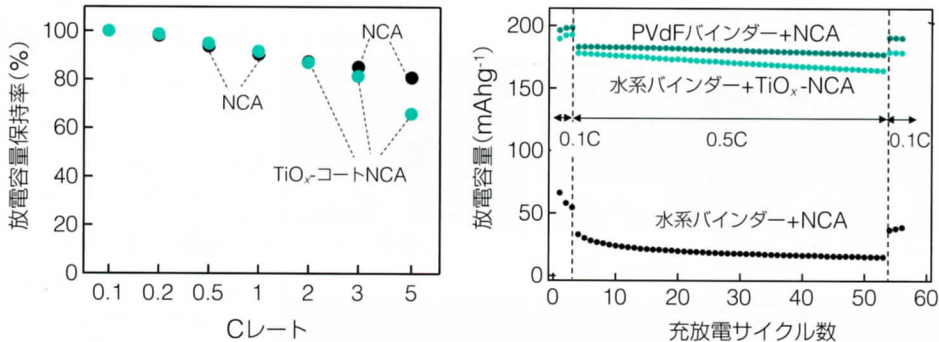 放電容量保持率(%)
100
80
60
40
20
0
0.1
0.2
0.5
1
2
3
5
Cレート
NCA
NCA
TiOx-コートNCA
放電容量(mAhg⁻¹)
200
150
100
50
0
0
10
20
30
40
50
60
充放電サイクル数
PVdFバインダー+NCA
水系バインダー+TiOx-NCA
0.1C
0.5C
0.1C
水系バインダー+NCA